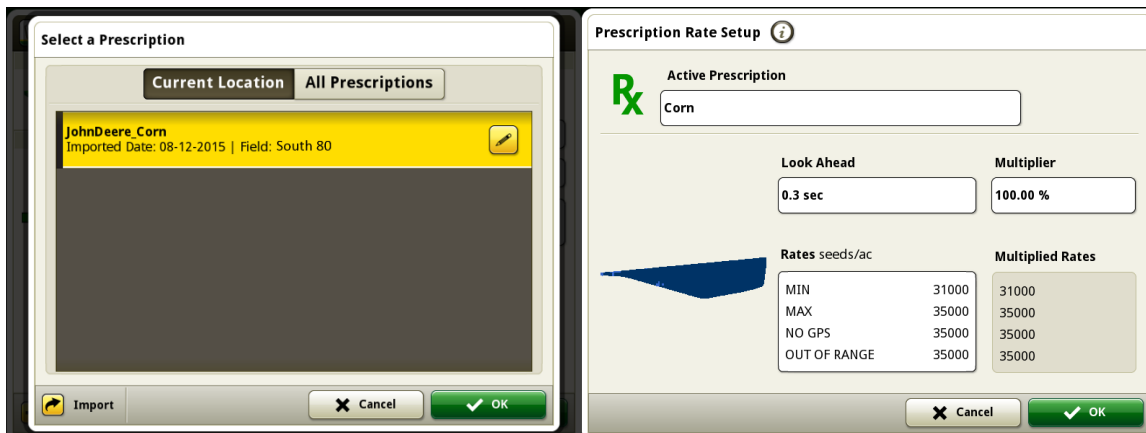 Select a Prescription
Current Location All Prescriptions
JohnDeere_Corn
Imported Date: 08-12-2015 | Field: South 80
Import Cancel OK
Prescription Rate Setup i
Rx Active Prescription
Corn
Look Ahead Multiplier
0.3 sec 100.00 %
Rates seeds/ac Multiplied Rates
MIN 31000 31000
MAX 35000 35000
NO GPS 35000 35000
OUT OF RANGE 35000 35000
Cancel OK